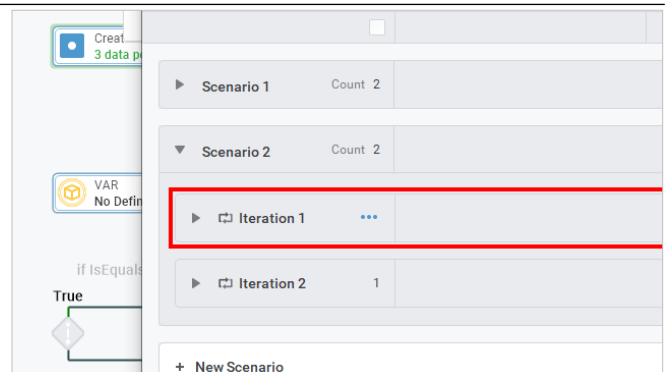 Creat
3 data p
Scenario 1 Count 2
Scenario 2 Count 2
VAR
No Defin
Iteration 1
if IsEquals
True
Iteration 2 1
+ New Scenario